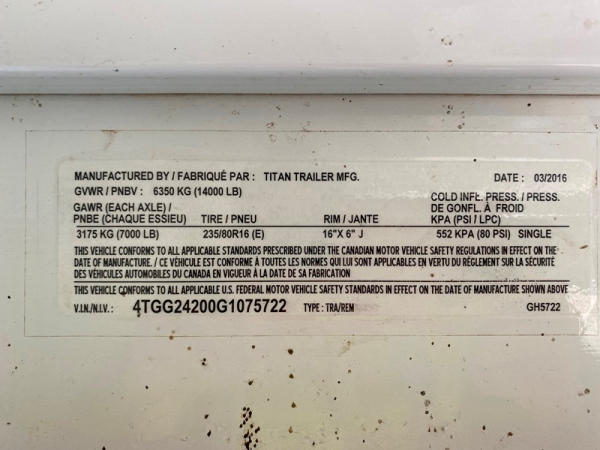 MANUFACTURED BY / FABRIQUÉ PAR : TITAN TRAILER MFG. DATE : 03/2016
GVWR / PNBV : 6350 KG (14000 LB)
GAWR (EACH AXLE) / COLD INFL. PRESS. / PRESS.
PNBE (CHAQUE ESSIEU) TIRE / PNEU RIM / JANTE DE GONFL. À FROID KPA (PSI / LPC)
3175 KG (7000 LB) 235/80R16 (E) 16"X 6" J 552 KPA (80 PSI) SINGLE
THIS VEHICLE CONFORMS TO ALL APPLICABLE STANDARDS PRESCRIBED UNDER THE CANADIAN MOTOR VEHICLE SAFETY REGULATIONS IN EFFECT ON THE
DATE OF MANUFACTURE. / CE VÉHICULE EST CONFORME À TOUTES LES NORMES QUI LUI SONT APPLICABLES EN VERTU DU RÉGLEMENT SUR LA SÉCURITÉ
DES VÉHICULES AUTOMOBILES DU CANADA EN VIGUEUR À LA DATE DE SA FABRICATION
THIS VEHICLE CONFORMS TO ALL APPLICABLE U.S. FEDERAL MOTOR VEHICLE SAFETY STANDARDS IN EFFECT ON THE DATE OF MANUFACTURE SHOWN ABOVE
V.I.N./N.I.V. : 4TGG24200G1075722 TYPE : TRA/REM GH5722